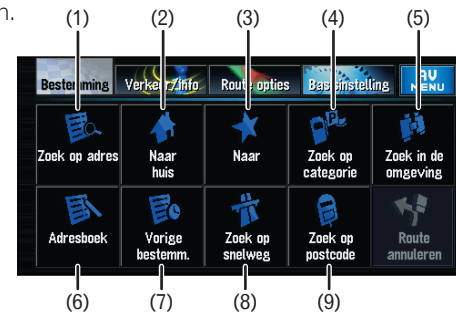 n.
(1) (2) (3) (4) (5)
Bestemming Verkeer/Info Route opties Basisinstelling AV MENU
Zoek op adres Naar huis Naar Zoek op categorie Zoek in de omgeving
Adresboek Vorige bestemm. Zoek op snelweg Zoek op postcode Route annuleren
(6) (7) (8) (9)